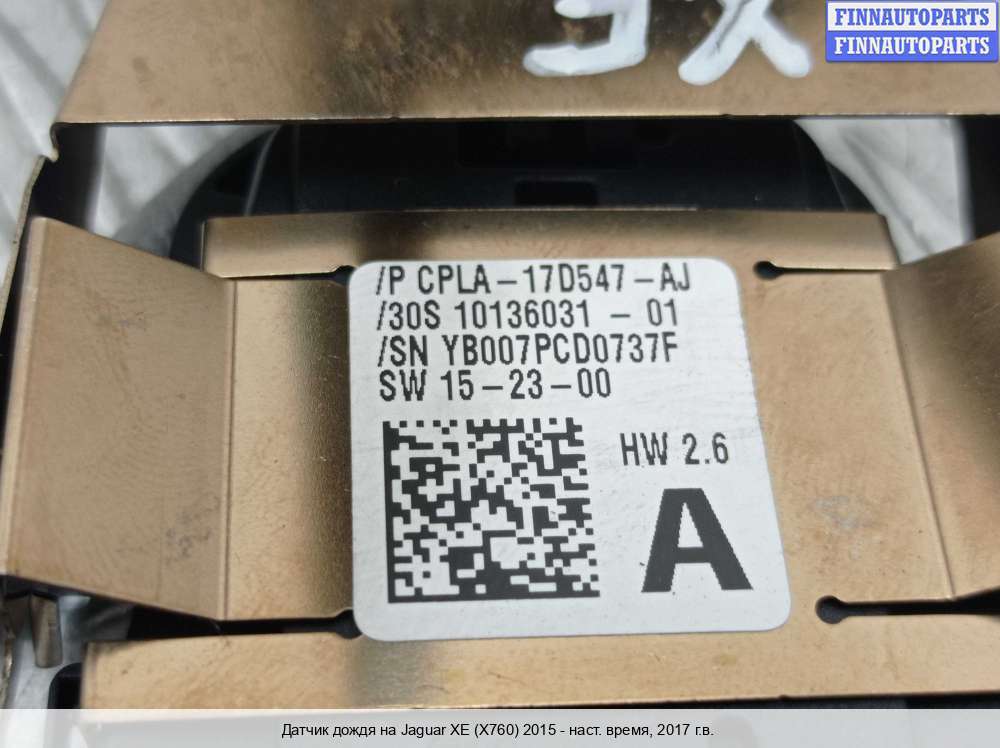 XE
FINNAUTOPARTS
FINNAUTOPARTS
/P CPLA-17D547-AJ
/30S 10136031 - 01
/SN YB007PCD0737F
SW 15-23-00
HW 2.6
A
Датчик дождя на Jaguar XE (X760) 2015 - наст. время, 2017 г.в.